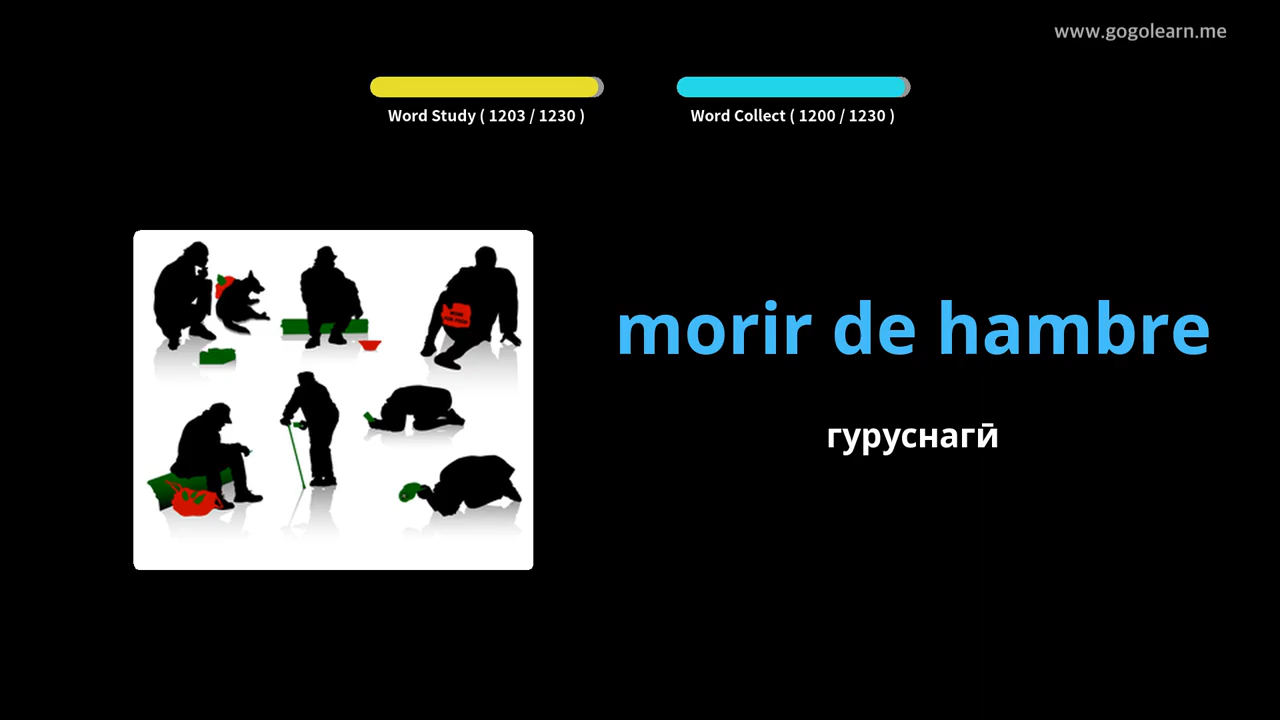 www.gogolearn.me
Word Study ( 1203 / 1230 )
Word Collect ( 1200 / 1230 )
morir de hambre
гуруснагӣ